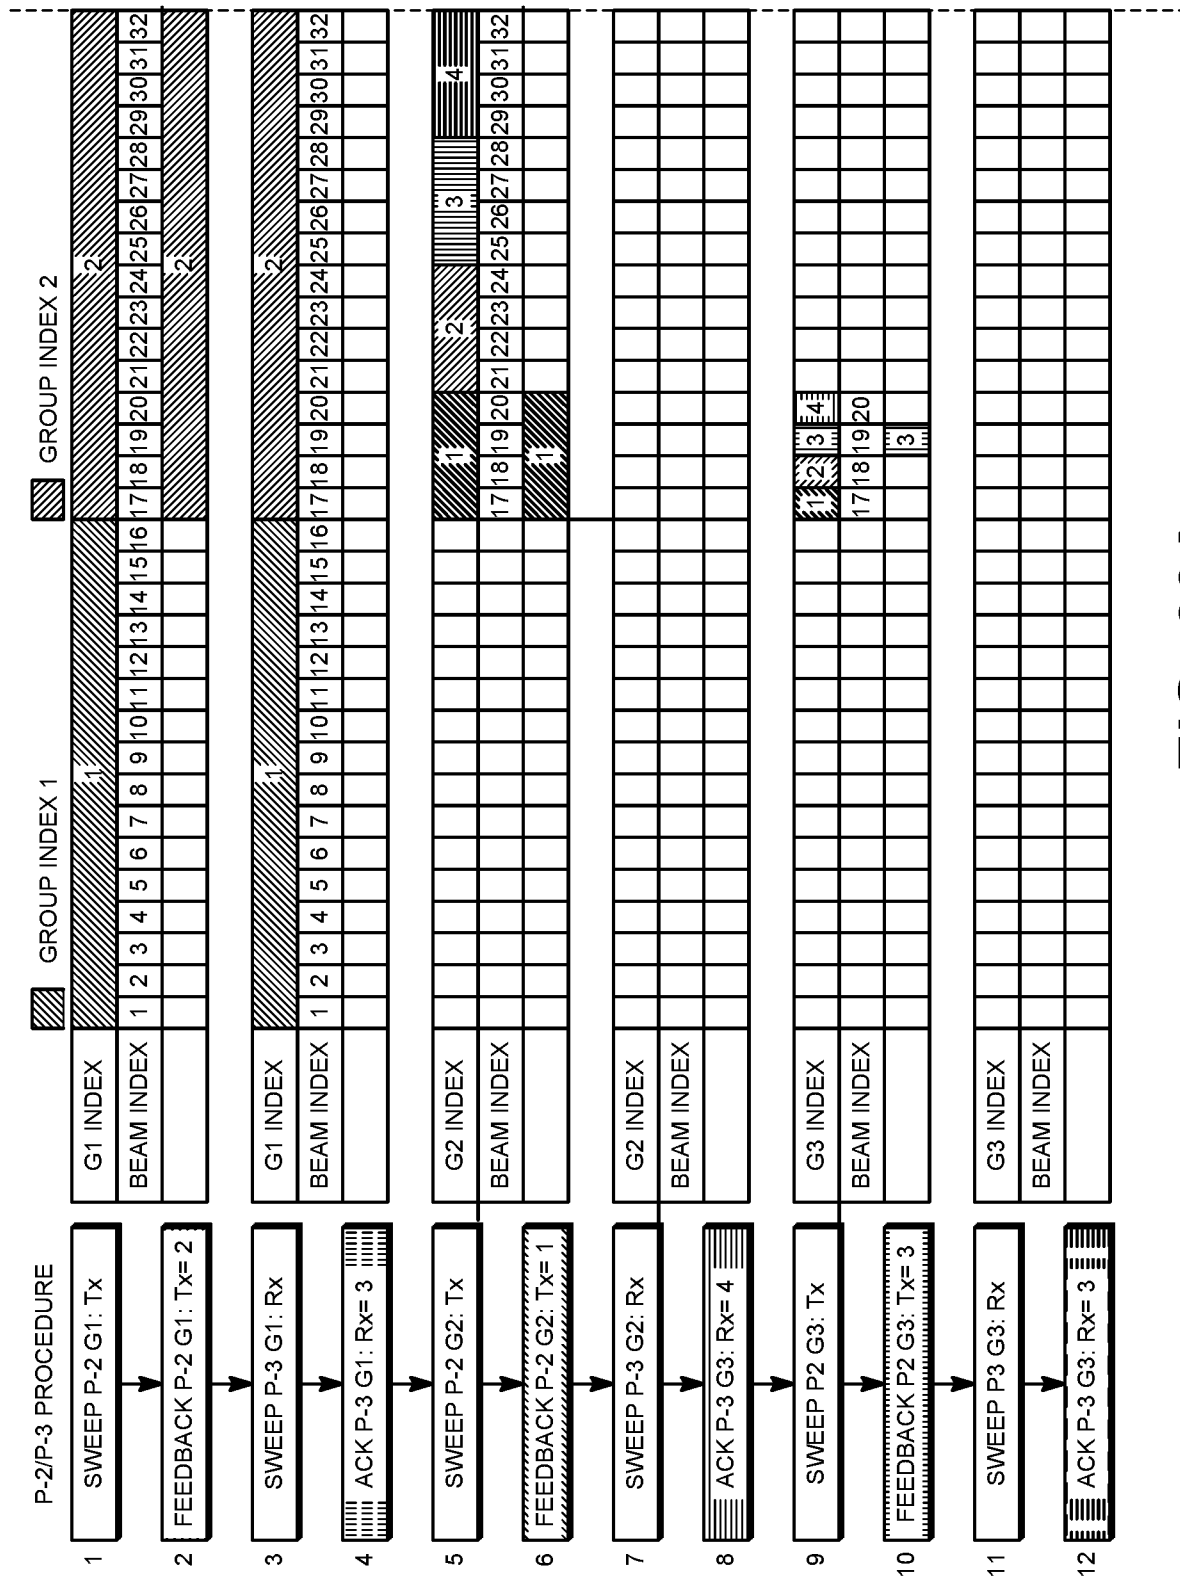 P-2/P-3 PROCEDURE
GROUP INDEX 1
GROUP INDEX 2
1
SWEEP P-2 G1: Tx
G1 INDEX
1
2
BEAM INDEX
1 2 3 4 5 6 7 8 9 10 11 12 13 14 15 16 17 18 19 20 21 22 23 24 25 26 27 28 29 30 31 32
2
FEEDBACK P-2 G1: Tx= 2
2
3
SWEEP P-3 G1: Rx
G1 INDEX
1
2
BEAM INDEX
1 2 3 4 5 6 7 8 9 10 11 12 13 14 15 16 17 18 19 20 21 22 23 24 25 26 27 28 29 30 31 32
4
ACK P-3 G1: Rx= 3
5
SWEEP P-2 G2: Tx
G2 INDEX
1 2 3 4
BEAM INDEX
17 18 19 20 21 22 23 24 25 26 27 28 29 30 31 32
6
FEEDBACK P-2 G2: Tx= 1
1
7
SWEEP P-3 G2: Rx
G2 INDEX
BEAM INDEX
8
ACK P-3 G3: Rx= 4
9
SWEEP P2 G3: Tx
G3 INDEX
1 2 3 4
BEAM INDEX
17 18 19 20
10
FEEDBACK P2 G3: Tx= 3
3
11
SWEEP P3 G3: Rx
G3 INDEX
BEAM INDEX
12
ACK P-3 G3: Rx= 3